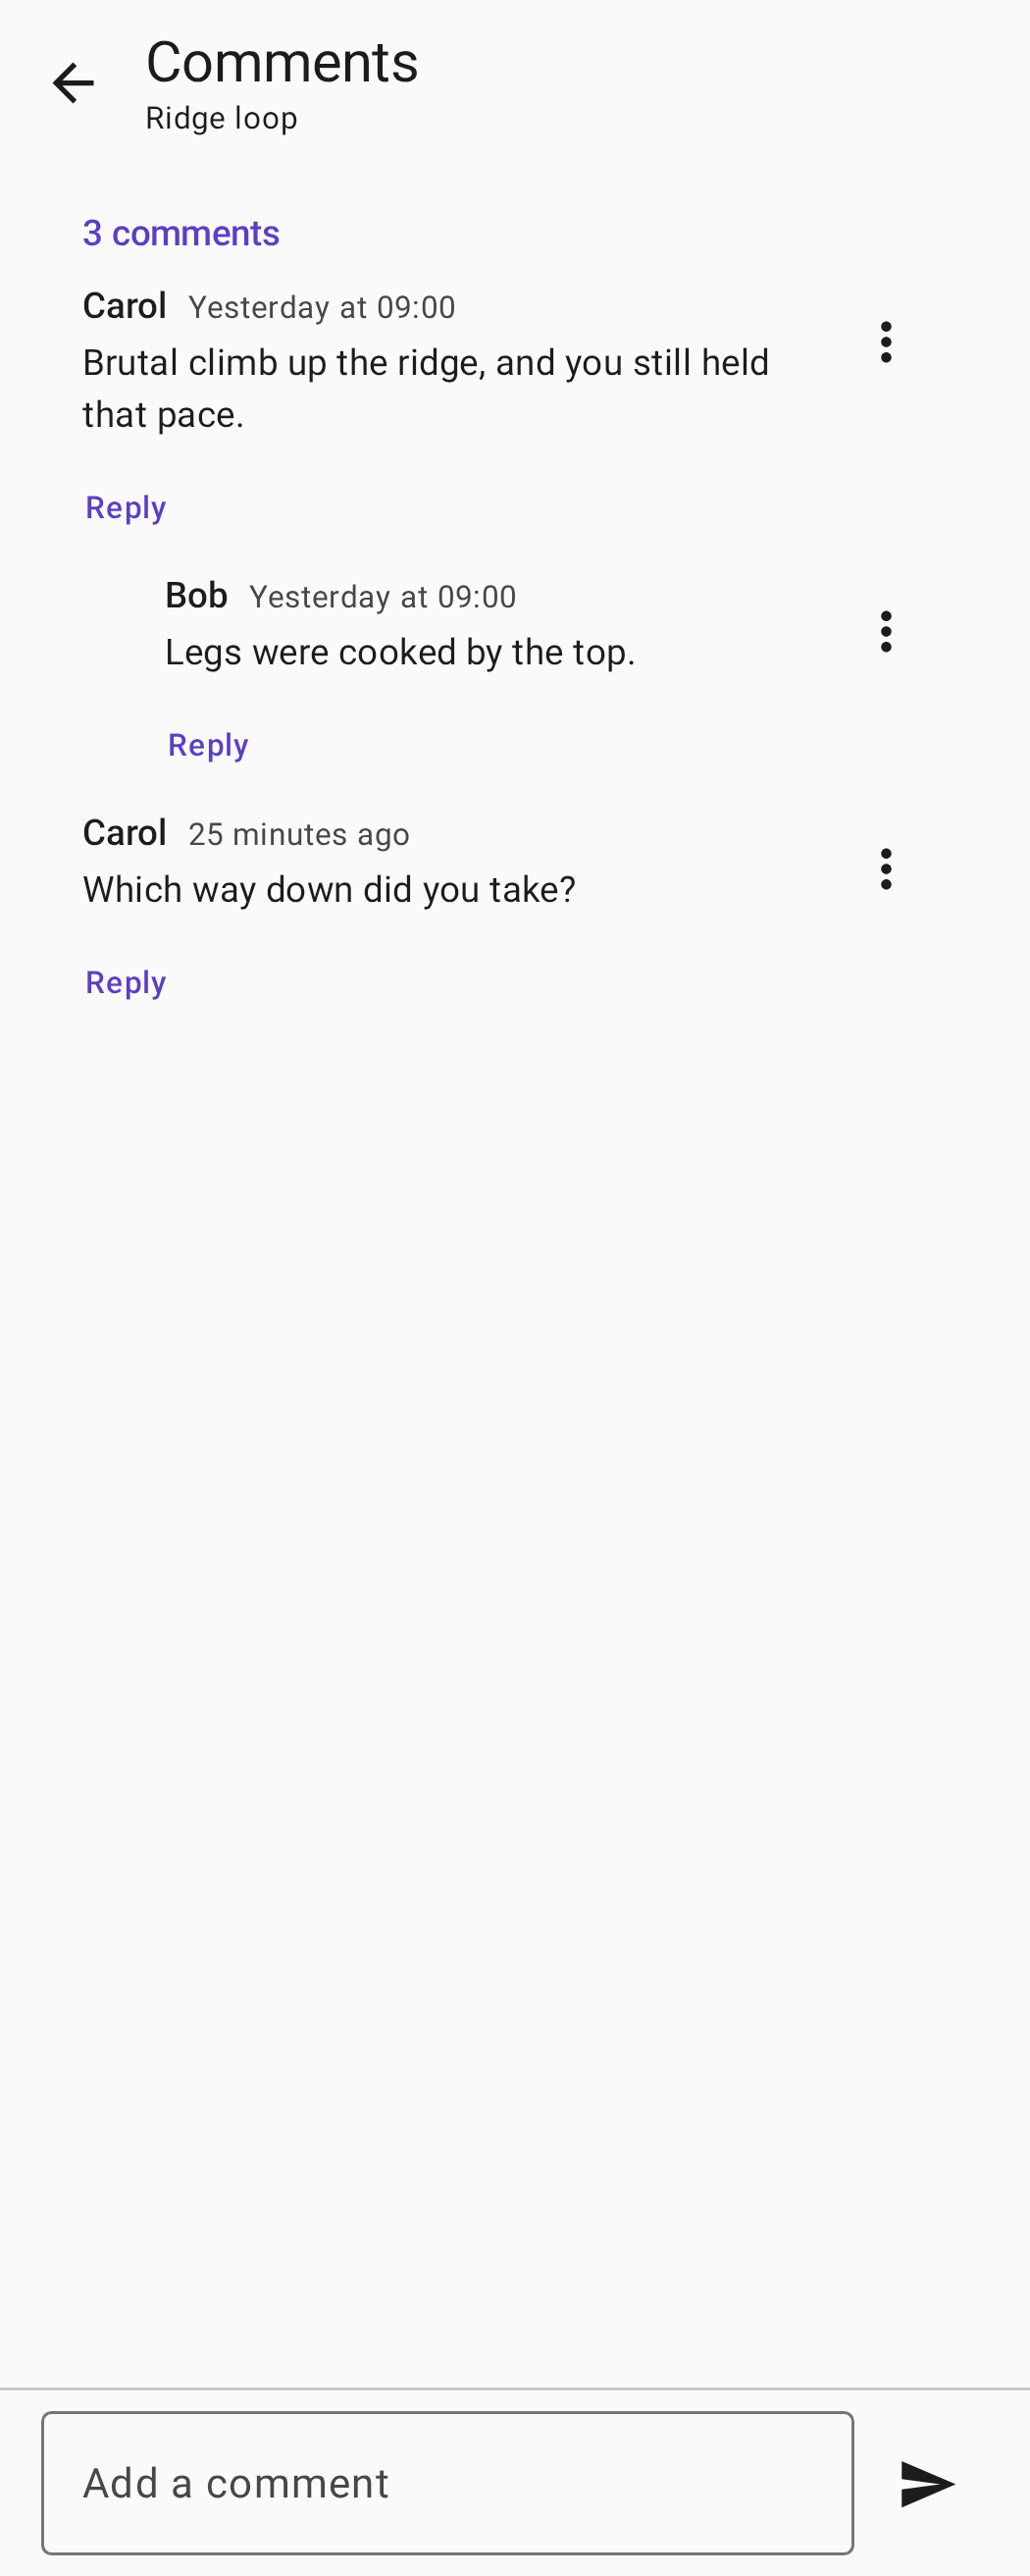 Comments
Ridge loop
3 comments
Carol Yesterday at 09:00
Brutal climb up the ridge, and you still held
that pace.
Reply
Bob Yesterday at 09:00
Legs were cooked by the top.
Reply
Carol 25 minutes ago
Which way down did you take?
Reply
Add a comment